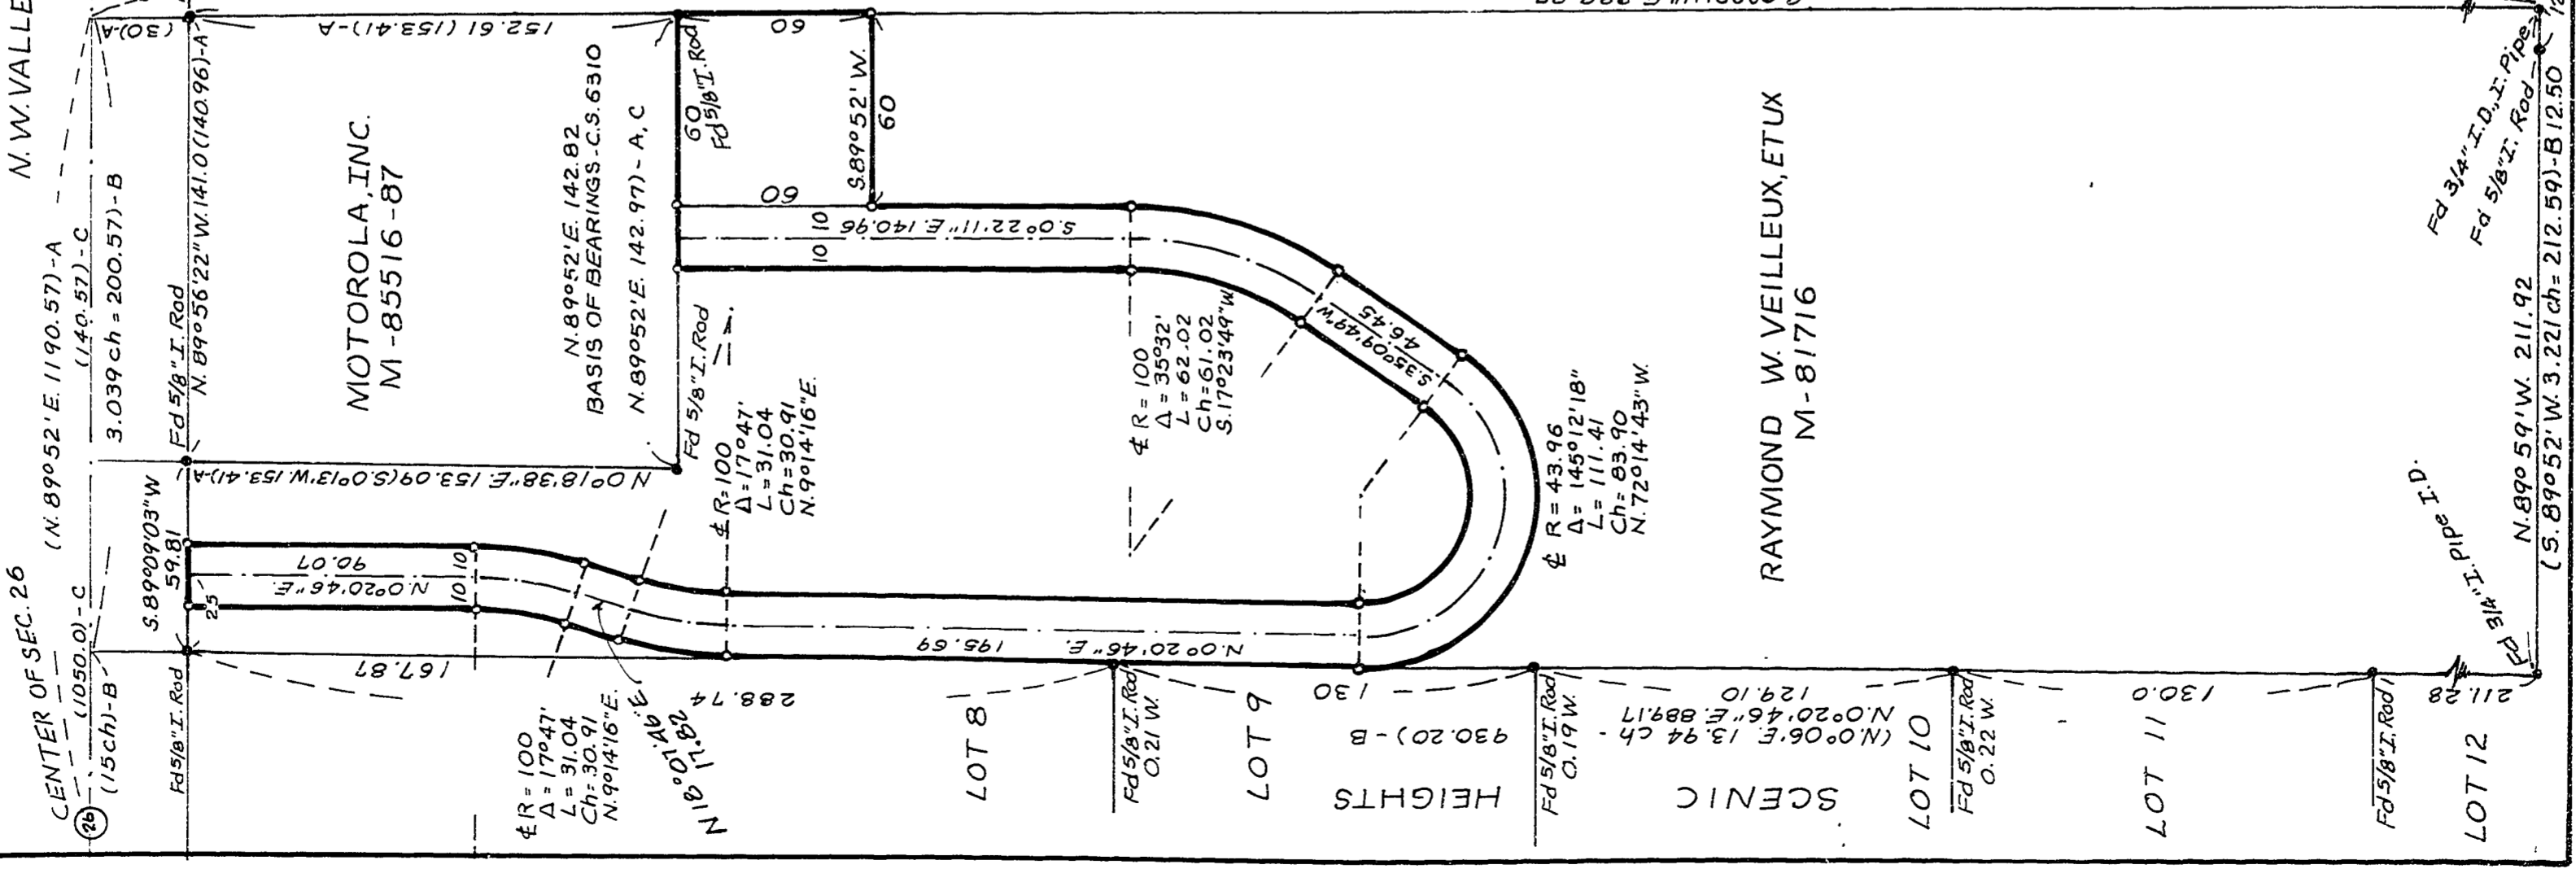 N.W.VALLE
CENTER OF SEC. 26
26
(N.89°52'E. 1190.57)-A
(1050.0)-C
(140.57)-C
(15ch)-B
3.039 ch = 200.57)-B
(30)-A
152.61 (153.41)-A
60
Fd 5/8" I. Rod
N. 89°56'22" W. 141.0 (140.96)-A
Fd 5/8" I. Rod
S.89°09'03"W
59.81
25
Fd 5/8" I. Rod
MOTOROLA, INC.
M-85516-87
N.89°52'E. 142.82
BASIS OF BEARINGS-C.S.6310
N.89°52'E. 142.97)-A,C
60
Fd 5/8" I. Rod
60
S.89°52' W.
60
N 0°18'38"E. 153.09 (S.0°13'W. 153.41)-A
Fd 5/8" I. Rod
90.07
N.0°20'46"E.
10 10
167.87
10 10
S.0°22'11"E. 140.96
₵ R=100
Δ=17°47'
L=31.04
Ch=30.91
N.9°14'16"E.
₵ R=100
Δ=17°47'
L=31.04
Ch=30.91
N.9°14'16"E.
N18°07'46"E
17.82
288.74
195.69
N.0°20'46"E.
₵ R=100
Δ = 35°32'
L = 62.02
Ch=61.02
S.17°23'49"W
S.35°09'49"W
46.45
₵ R = 43.96
Δ = 145°12'18"
L = 111.41
Ch= 83.90
N.72°14'43"W.
RAYMOND W. VEILLEUX, ET UX
M-81716
LOT 8
Fd 5/8" I. Rod
0.21 W.
LOT 9
130
930.20)-B
HEIGHTS
Fd 5/8" I. Rod
0.19 W.
129.10
N.0°20'46"E. 889.17
(N.0°06'E. 13.94 ch -
SCENIC
LOT 10
Fd 5/8" I. Rod
0.22 W.
130.0
LOT 11
Fd 5/8" I. Rod
211.28
LOT 12
Fd 3/4" I. Pipe I.D.
Fd 3/4" I.D., I. Pipe
Fd 5/8" I. Rod
N.89°59'W. 211.92
(S.89°52' W. 3.221ch = 212.59)-B
12.50